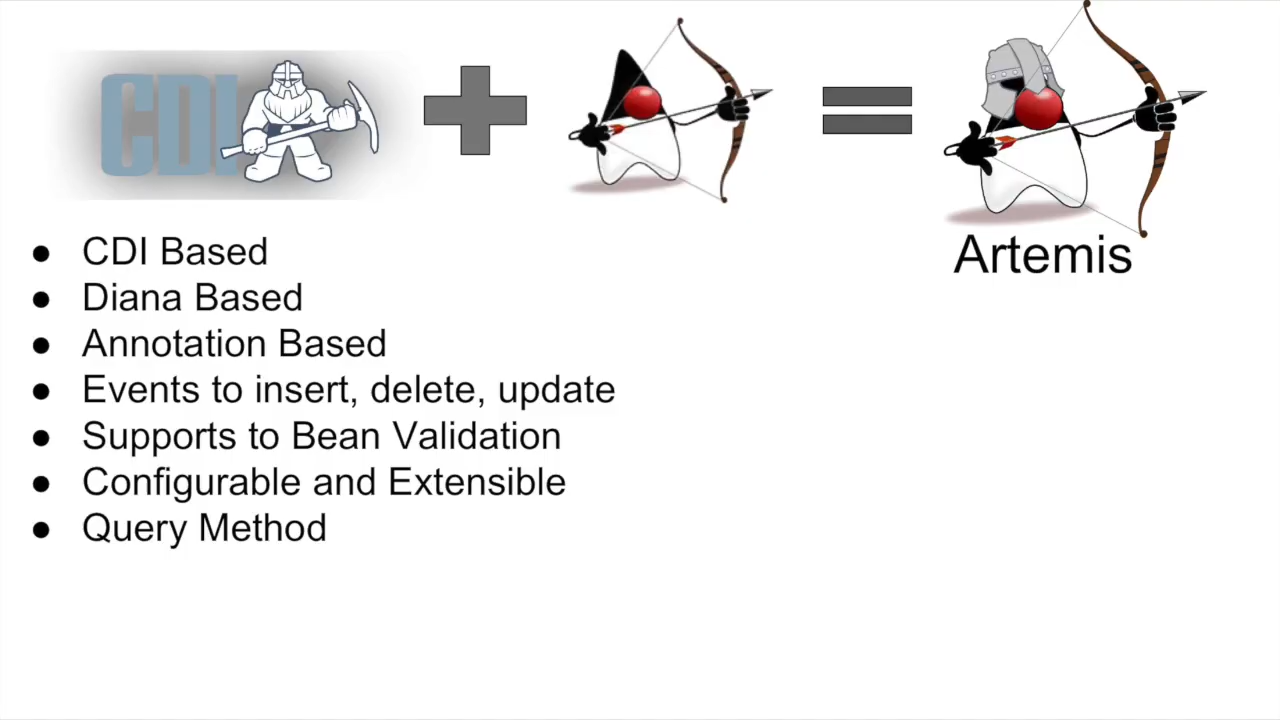 CDI
Artemis
● CDI Based
● Diana Based
● Annotation Based
● Events to insert, delete, update
● Supports to Bean Validation
● Configurable and Extensible
● Query Method